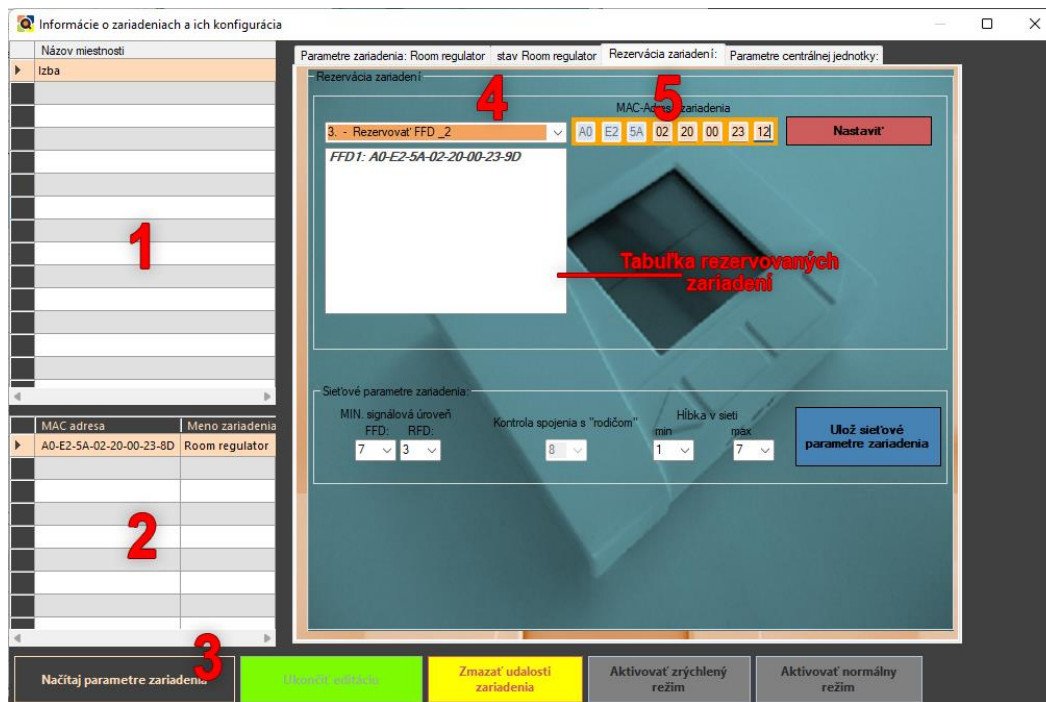 Informácie o zariadeniach a ich konfigurácia
Názov miestnosti
Izba
1
MAC adresa Meno zariadenia
A0-E2-5A-02-20-00-23-8D Room regulator
2
Parametre zariadenia: Room regulator stav Room regulator Rezervácia zariadení: Parametre centrálnej jednotky:
Rezervácia zariadení
4 5
MAC-Adresa zariadenia
3. - Rezervovať FFD _2 A0 E2 5A 02 20 00 23 12 Nastaviť
FFD1: A0-E2-5A-02-20-00-23-9D
Tabuľka rezervovaných
zariadení
Sieťové parametre zariadenia:
MIN. signálová úroveň
FFD: RFD:
7 3
Kontrola spojenia s "rodičom"
8
Hĺbka v sieti
min max
1 7
Ulož sieťové
parametre zariadenia
3
Načítaj parametre zariadenia
Ukončiť editáciu
Zmazať udalosti
zariadenia
Aktivovať zrýchlený
režim
Aktivovať normálny
režim